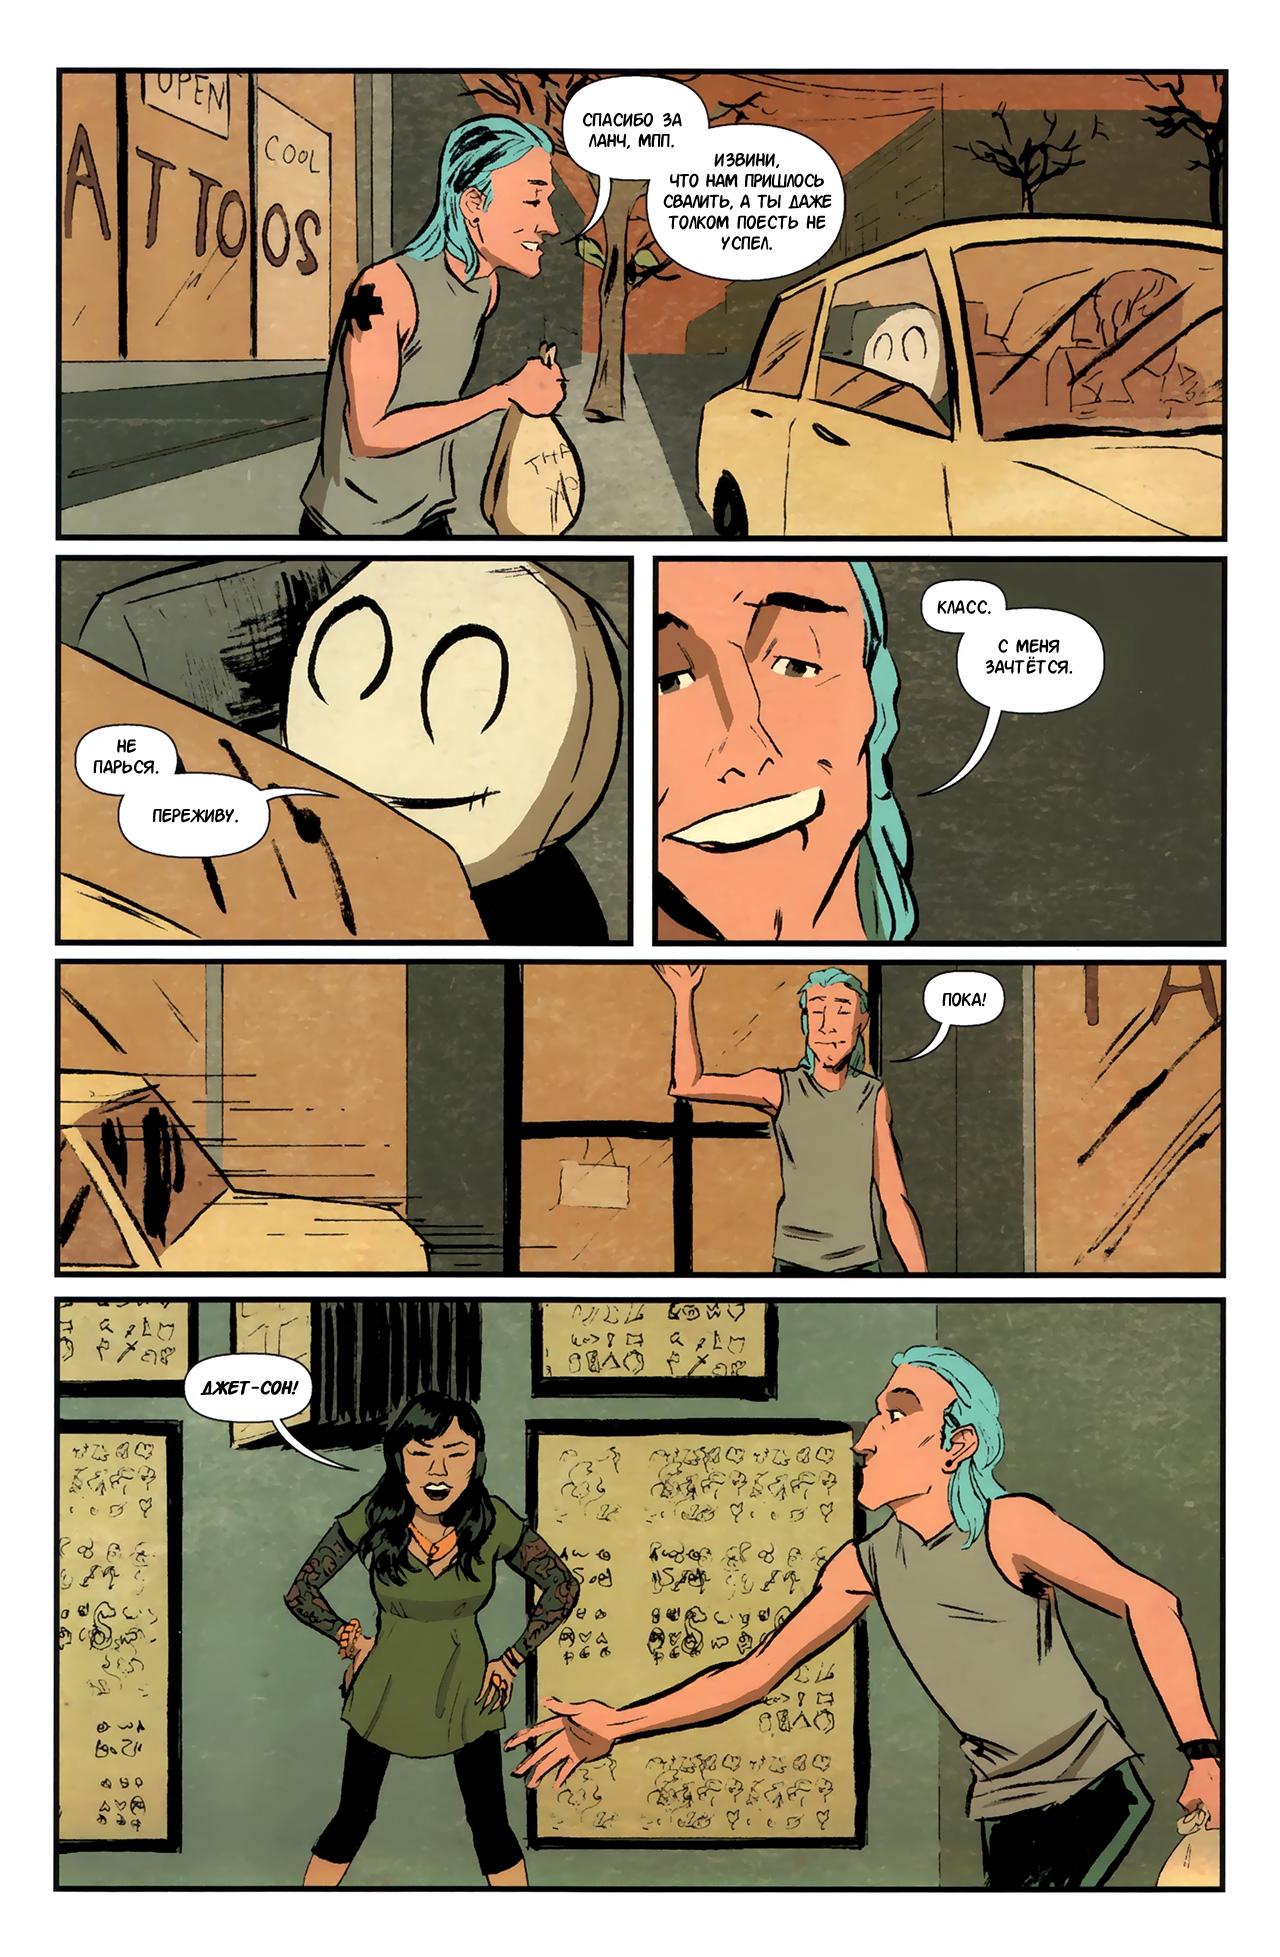 OPEN
COOL
ATTOOS
СПАСИБО ЗА
ЛАНЧ, МПП.
ИЗВИНИ,
ЧТО НАМ ПРИШЛОСЬ
СВАЛИТЬ, А ТЫ ДАЖЕ
ТОЛКОМ ПОЕСТЬ НЕ
УСПЕЛ.
THA
НЕ
ПАРЬСЯ.
ПЕРЕЖИВУ.
КЛАСС.
С МЕНЯ
ЗАЧТЁТСЯ.
ПОКА!
TA
ДЖЕТ-СОН!